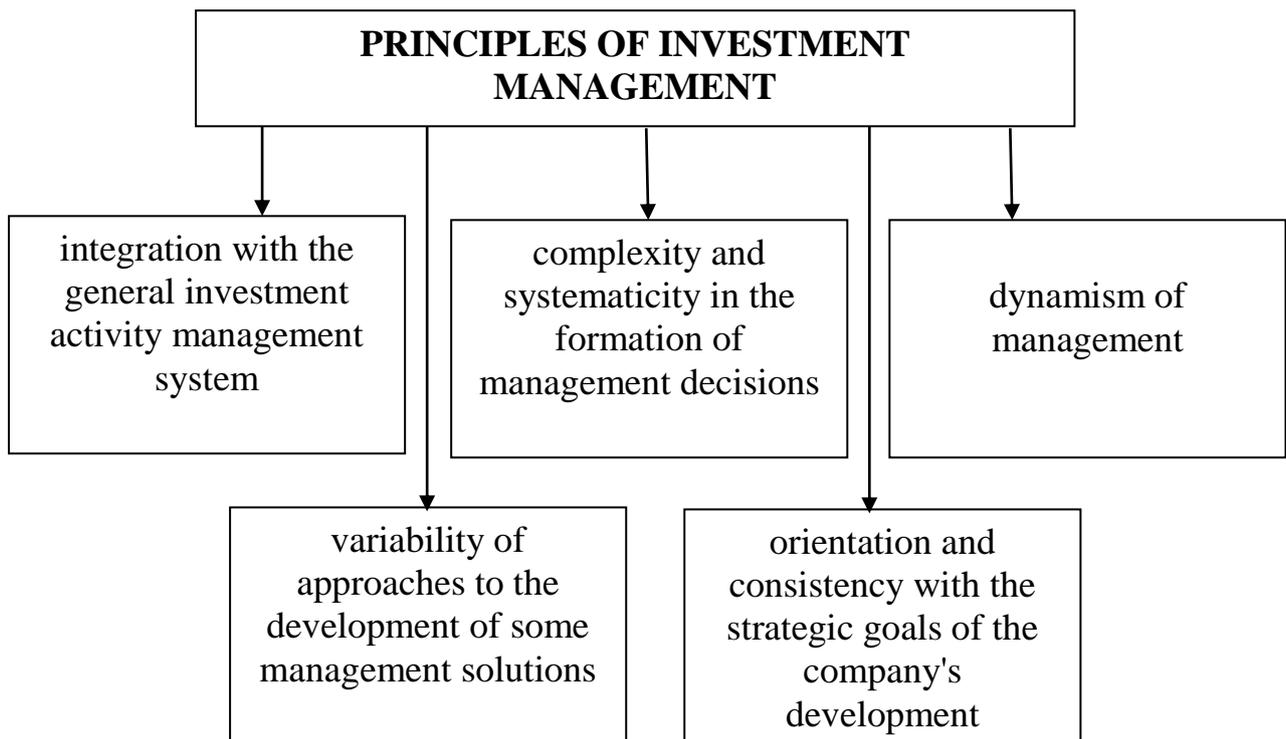 PRINCIPLES OF INVESTMENT
MANAGEMENT
integration with the
general investment
activity management
system
complexity and
systematicity in the
formation of
management decisions
dynamism of
management
variability of
approaches to the
development of some
management solutions
orientation and
consistency with the
strategic goals of the
company's
development